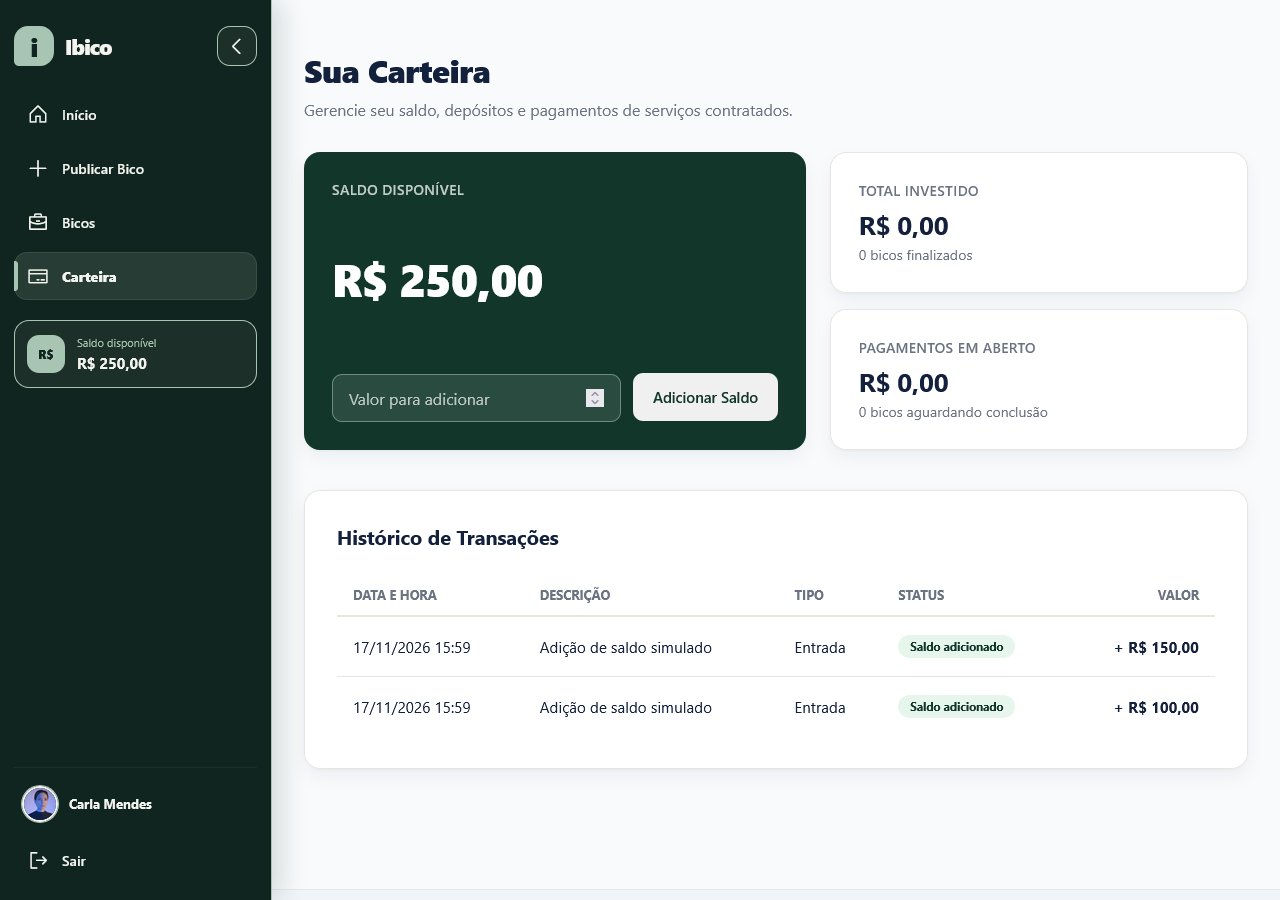 i
Ibico
Início
Publicar Bico
Bicos
Carteira
R$
Saldo disponível
R$ 250,00
Carla Mendes
Sair
Sua Carteira
Gerencie seu saldo, depósitos e pagamentos de serviços contratados.
SALDO DISPONÍVEL
R$ 250,00
Valor para adicionar
Adicionar Saldo
TOTAL INVESTIDO
R$ 0,00
0 bicos finalizados
PAGAMENTOS EM ABERTO
R$ 0,00
0 bicos aguardando conclusão
Histórico de Transações
DATA E HORA DESCRIÇÃO TIPO STATUS VALOR
17/11/2026 15:59 Adição de saldo simulado Entrada Saldo adicionado + R$ 150,00
17/11/2026 15:59 Adição de saldo simulado Entrada Saldo adicionado + R$ 100,00